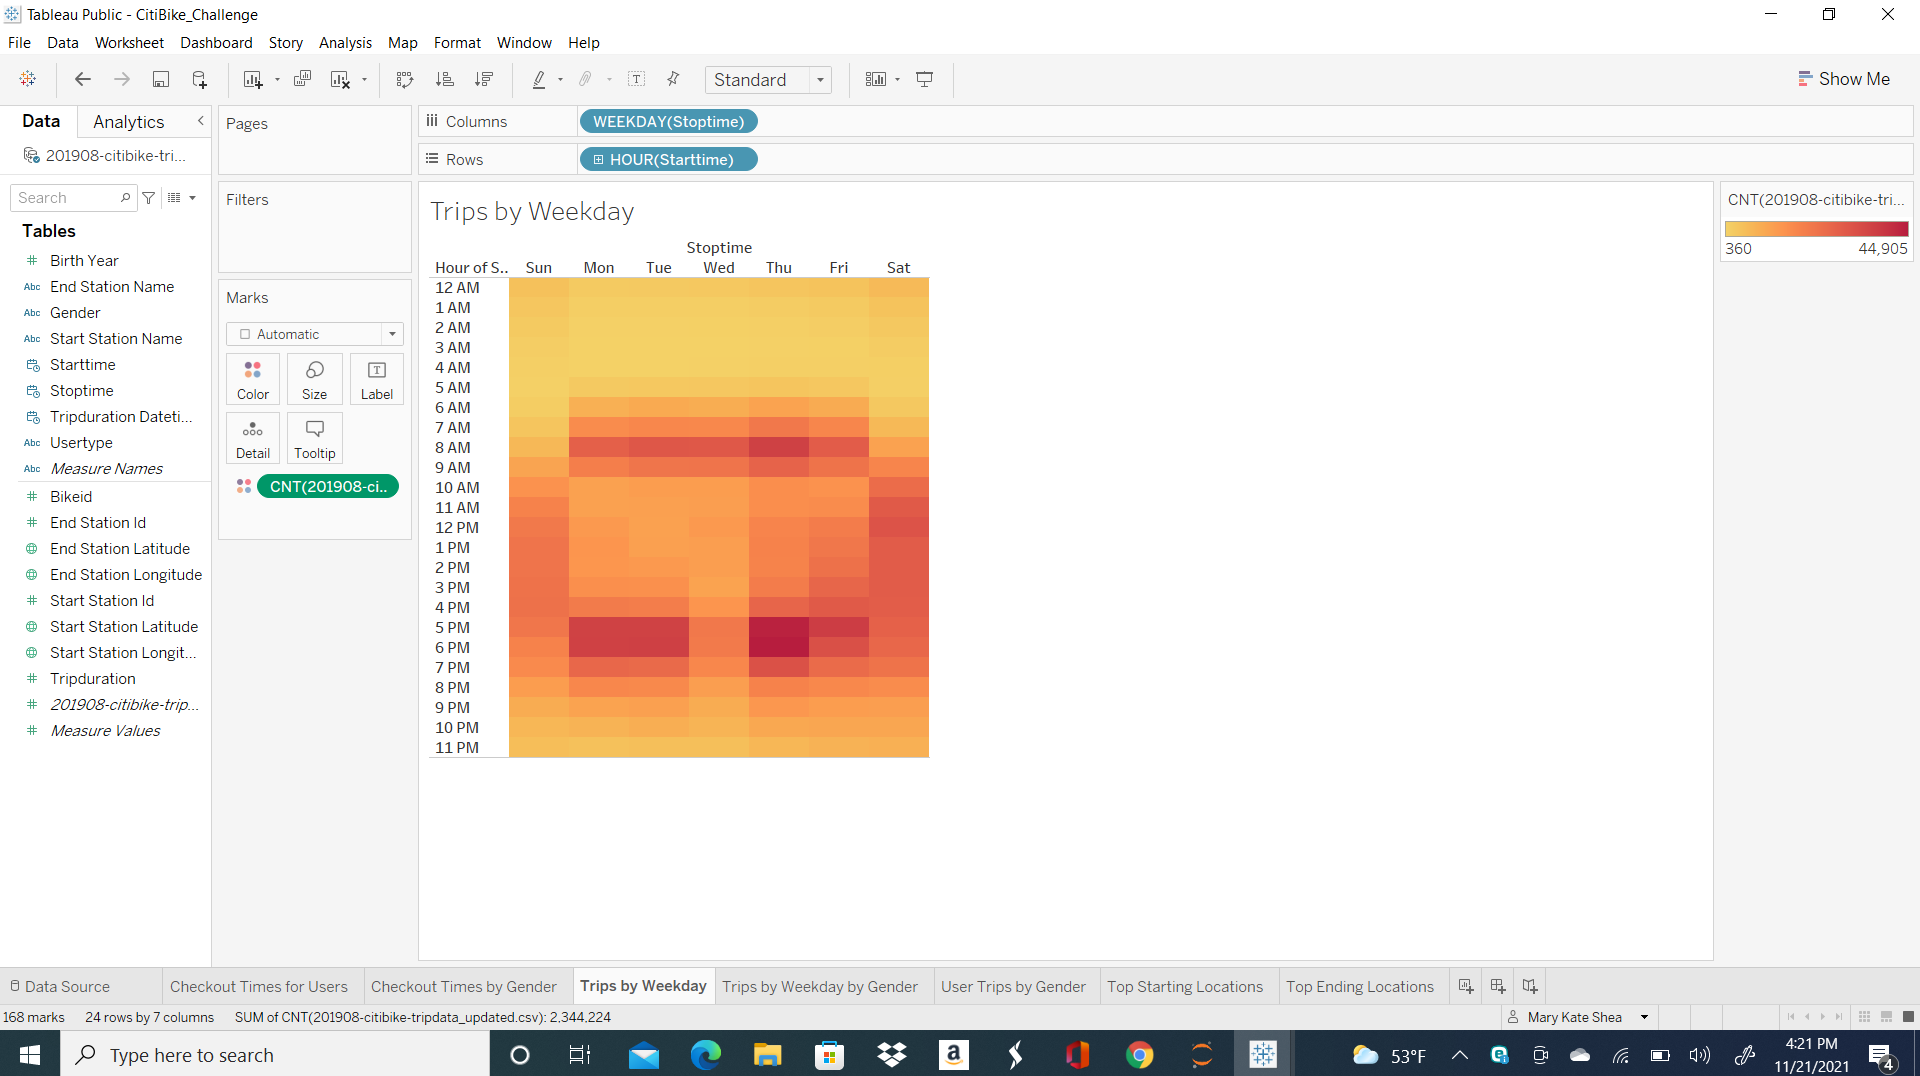 Tableau Public - CitiBike_Challenge
File Data Worksheet Dashboard Story Analysis Map Format Window Help
Standard
Show Me
Data Analytics
201908-citibike-tri...
Search
Tables
# Birth Year
Abc End Station Name
Abc Gender
Abc Start Station Name
Starttime
Stoptime
Tripduration Dateti...
Abc Usertype
Abc Measure Names
# Bikeid
# End Station Id
End Station Latitude
End Station Longitude
# Start Station Id
Start Station Latitude
Start Station Longit...
# Tripduration
# 201908-citibike-trip...
# Measure Values
Pages
Filters
Marks
Automatic
Color Size Label
Detail Tooltip
CNT(201908-ci..
Columns WEEKDAY(Stoptime)
Rows HOUR(Starttime)
Trips by Weekday
Stoptime
Hour of S.. Sun Mon Tue Wed Thu Fri Sat
12 AM
1 AM
2 AM
3 AM
4 AM
5 AM
6 AM
7 AM
8 AM
9 AM
10 AM
11 AM
12 PM
1 PM
2 PM
3 PM
4 PM
5 PM
6 PM
7 PM
8 PM
9 PM
10 PM
11 PM
CNT(201908-citibike-tri...
360 44,905
Data Source Checkout Times for Users Checkout Times by Gender Trips by Weekday Trips by Weekday by Gender User Trips by Gender Top Starting Locations Top Ending Locations
168 marks 24 rows by 7 columns SUM of CNT(201908-citibike-tripdata_updated.csv): 2,344,224 Mary Kate Shea
Type here to search
53°F
4:21 PM
11/21/2021
4